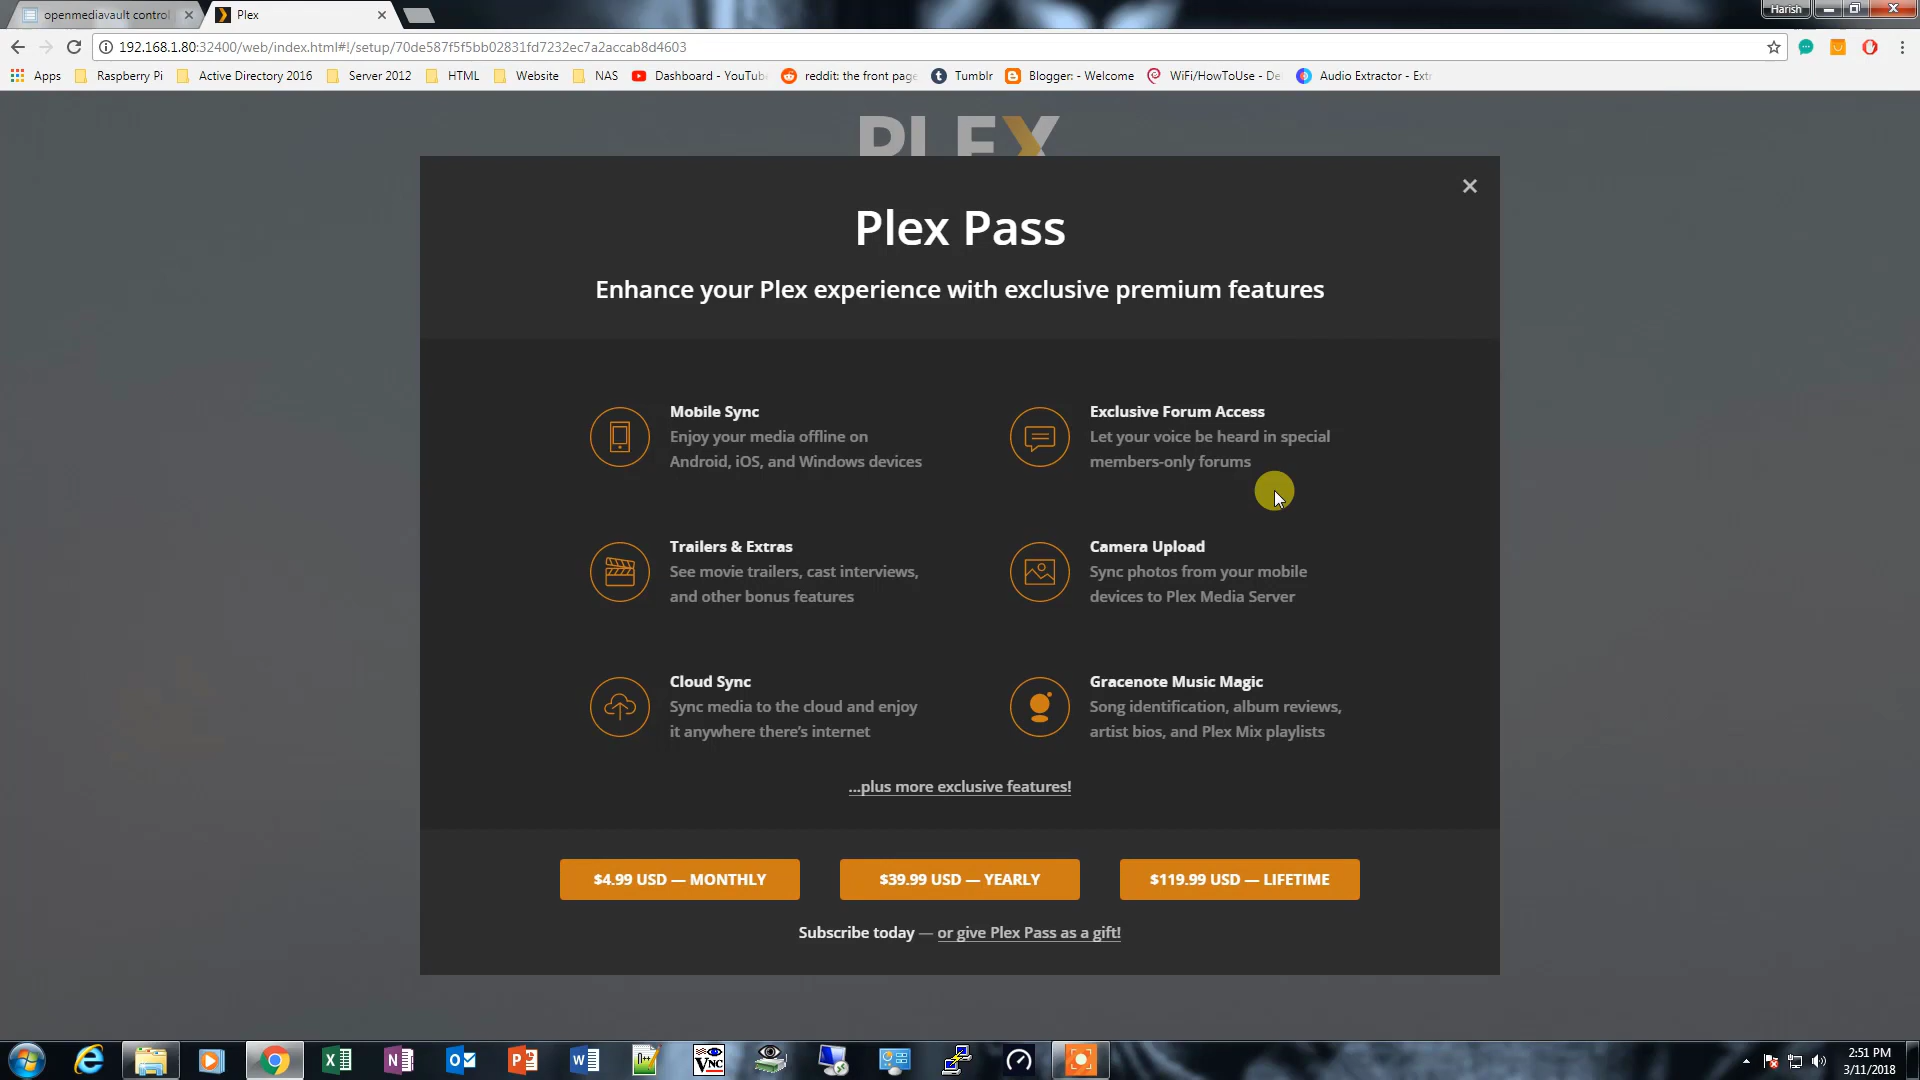 openmediavault control
Plex
Harish
192.168.1.80:32400/web/index.html#!/setup/70de587f5f5bb02831fd7232ec7a2accab8d4603
Apps Raspberry Pi Active Directory 2016 Server 2012 HTML Website NAS Dashboard - YouTub reddit: the front page Tumblr Blogger: - Welcome WiFi/HowToUse - De Audio Extractor - Ext
PLEX
Plex Pass
Enhance your Plex experience with exclusive premium features
Mobile Sync
Enjoy your media offline on
Android, iOS, and Windows devices
Exclusive Forum Access
Let your voice be heard in special
members-only forums
Trailers & Extras
See movie trailers, cast interviews,
and other bonus features
Camera Upload
Sync photos from your mobile
devices to Plex Media Server
Cloud Sync
Sync media to the cloud and enjoy
it anywhere there's internet
Gracenote Music Magic
Song identification, album reviews,
artist bios, and Plex Mix playlists
...plus more exclusive features!
$4.99 USD — MONTHLY
$39.99 USD — YEARLY
$119.99 USD — LIFETIME
Subscribe today — or give Plex Pass as a gift!
2:51 PM
3/11/2018